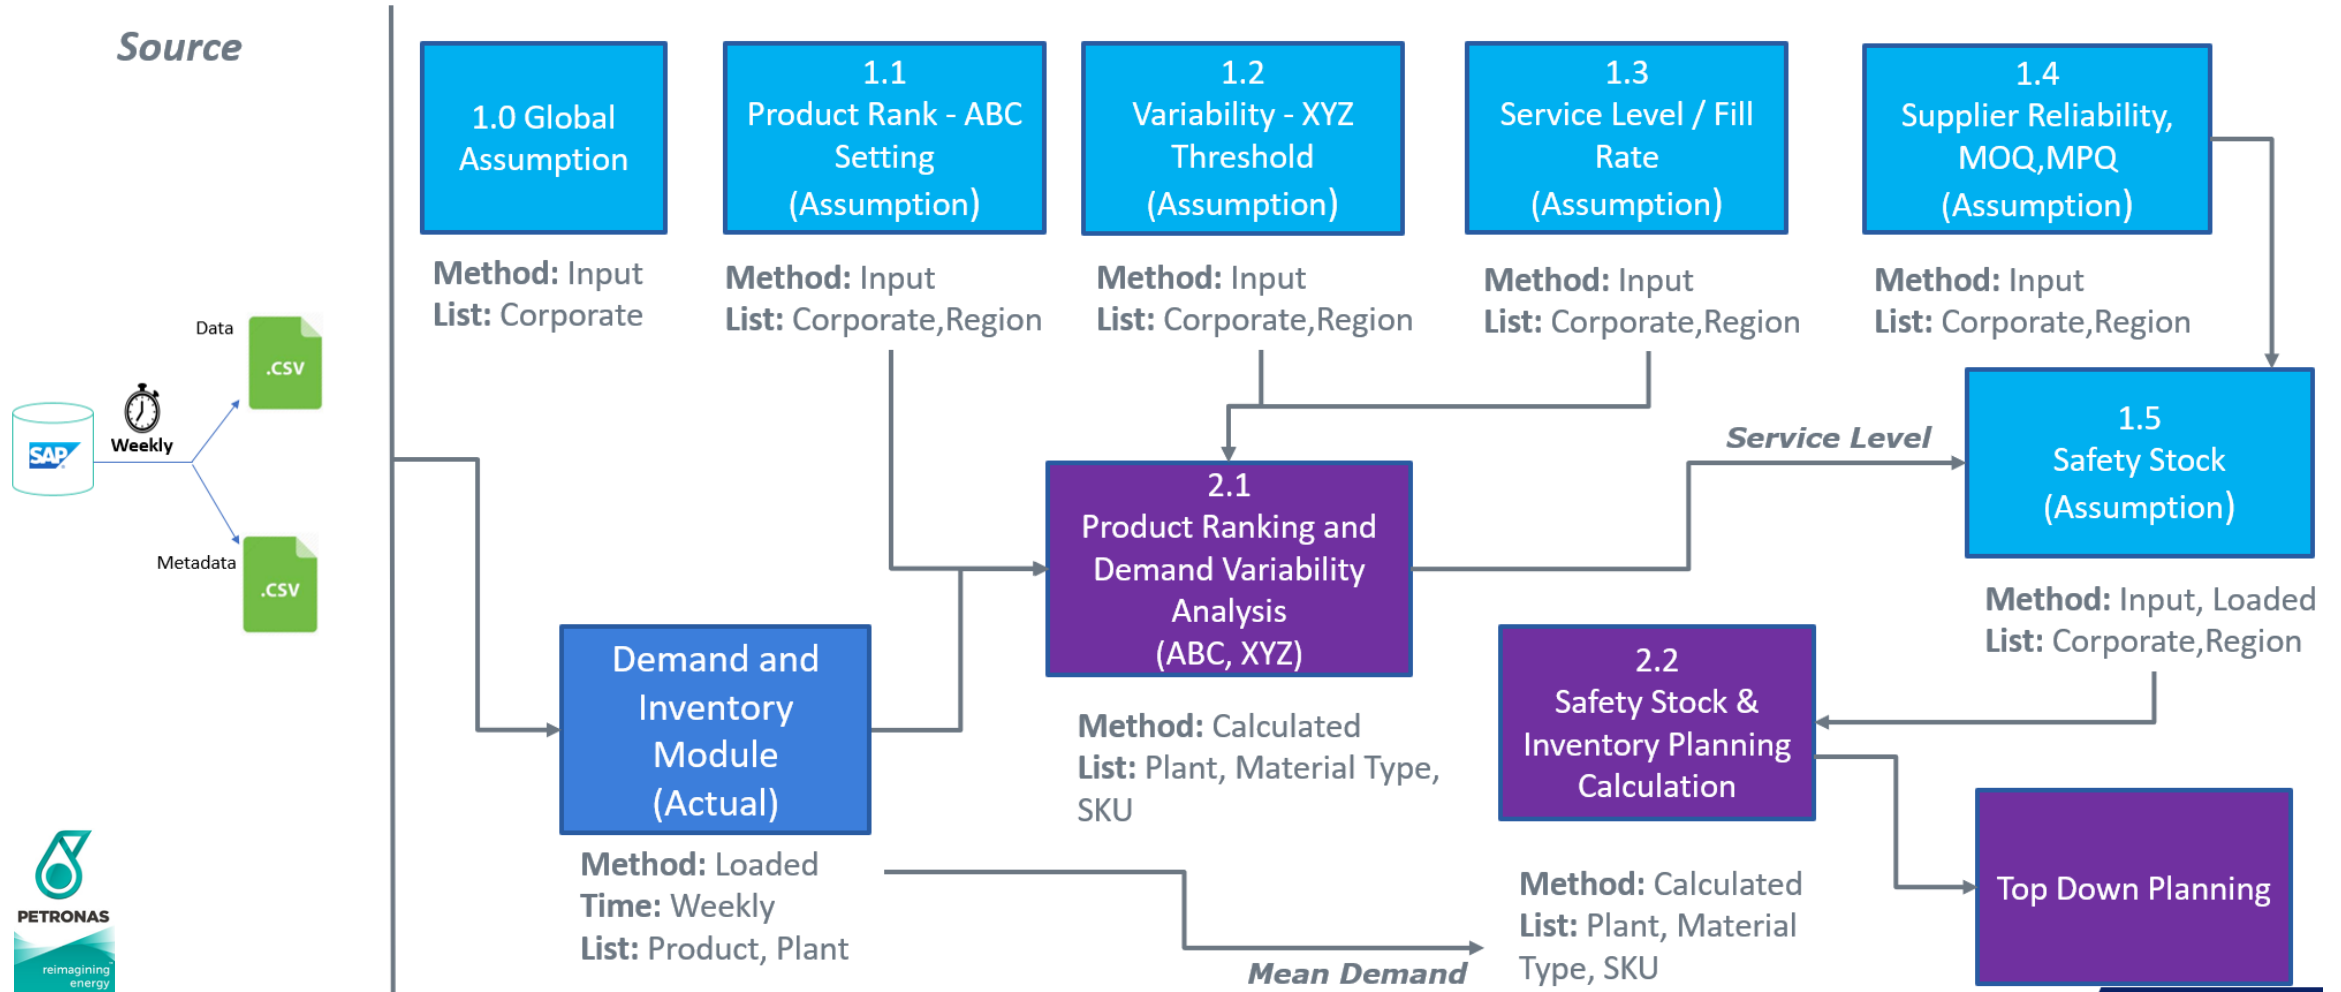 Source
Data
.CSV
SAP
Weekly
Metadata
.CSV
PETRONAS
reimagining
energy
1.0 Global
Assumption
Method: Input
List: Corporate
1.1
Product Rank - ABC
Setting
(Assumption)
Method: Input
List: Corporate,Region
1.2
Variability - XYZ
Threshold
(Assumption)
Method: Input
List: Corporate,Region
1.3
Service Level / Fill
Rate
(Assumption)
Method: Input
List: Corporate,Region
1.4
Supplier Reliability,
MOQ,MPQ
(Assumption)
Method: Input
List: Corporate,Region
Service Level
1.5
Safety Stock
(Assumption)
Method: Input, Loaded
List: Corporate,Region
2.1
Product Ranking and
Demand Variability
Analysis
(ABC, XYZ)
Method: Calculated
List: Plant, Material Type,
SKU
Demand and
Inventory
Module
(Actual)
Method: Loaded
Time: Weekly
List: Product, Plant
Mean Demand
2.2
Safety Stock &
Inventory Planning
Calculation
Method: Calculated
List: Plant, Material
Type, SKU
Top Down Planning